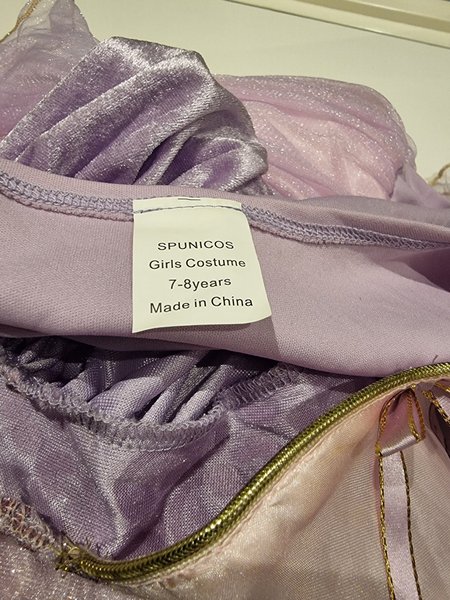 SPUNICOS
Girls Costume
7-8years
Made in China